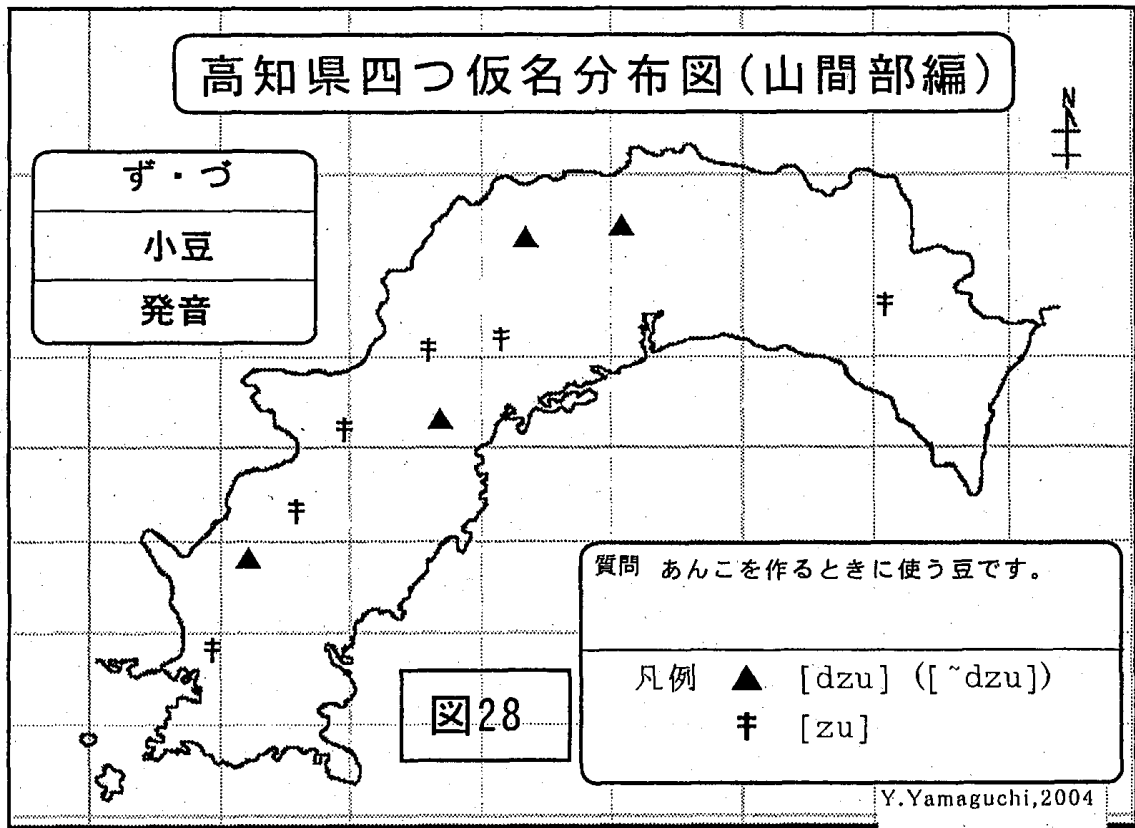 高知県四つ仮名分布図(山間部編)
N
ず・づ
小豆
発音
質問 あんこを作るときに使う豆です。
凡例 ▲ [dzu] ([~dzu])
[zu]
図28
Y.Yamaguchi,2004